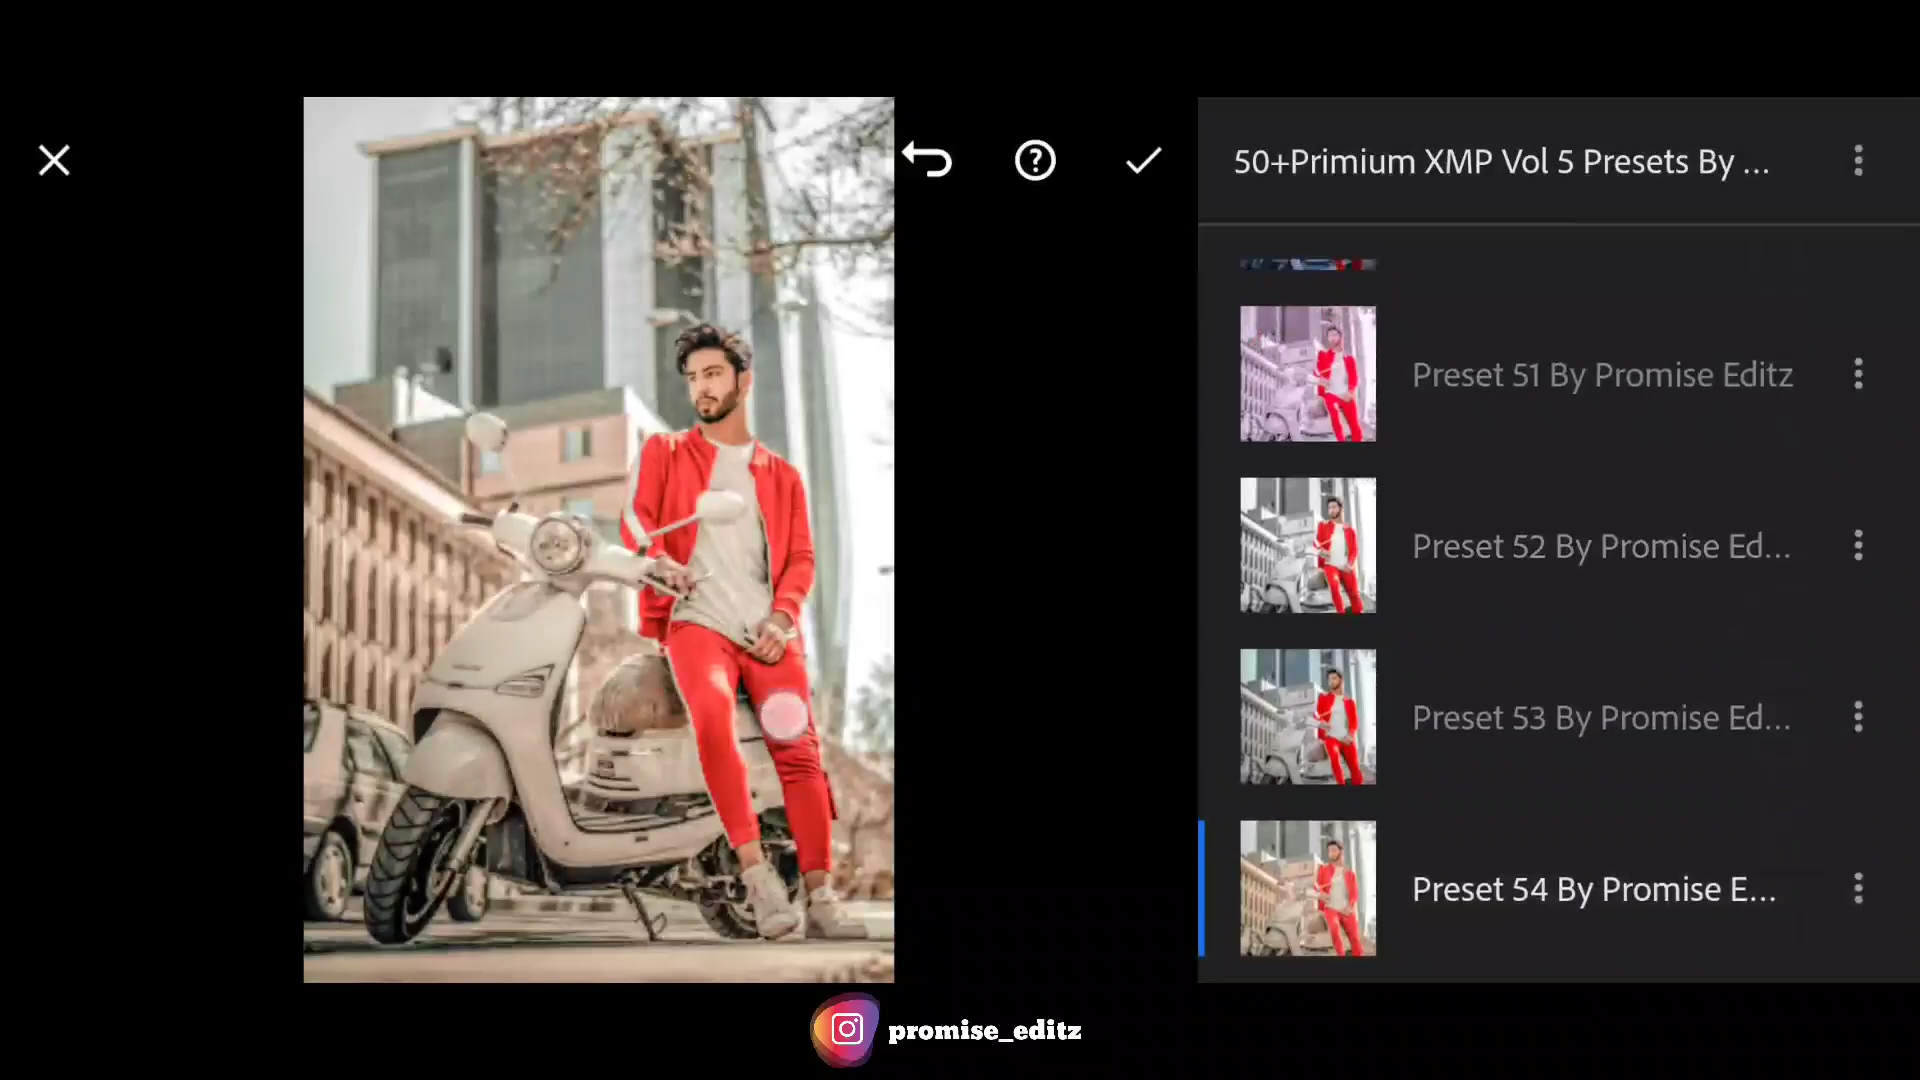 50+Primium XMP Vol 5 Presets By ...
Preset 51 By Promise Editz
Preset 52 By Promise Ed...
Preset 53 By Promise Ed...
Preset 54 By Promise E...
promise_editz